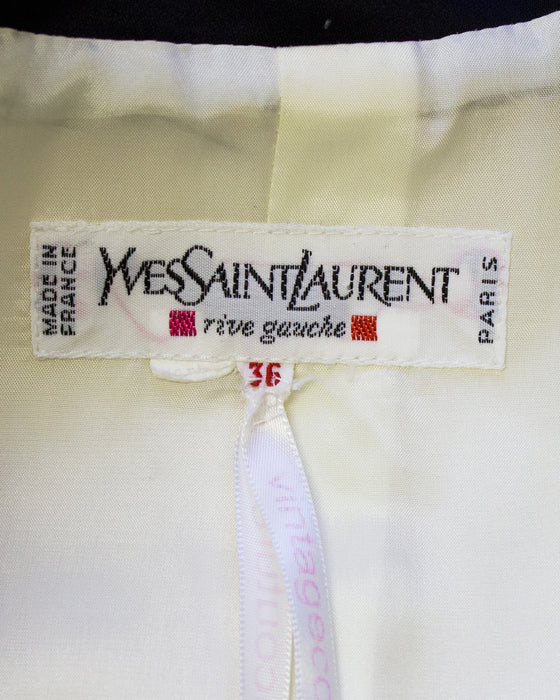 MADE IN
FRANCE
YVESSAINTLAURENT
rive gauche
PARIS
36